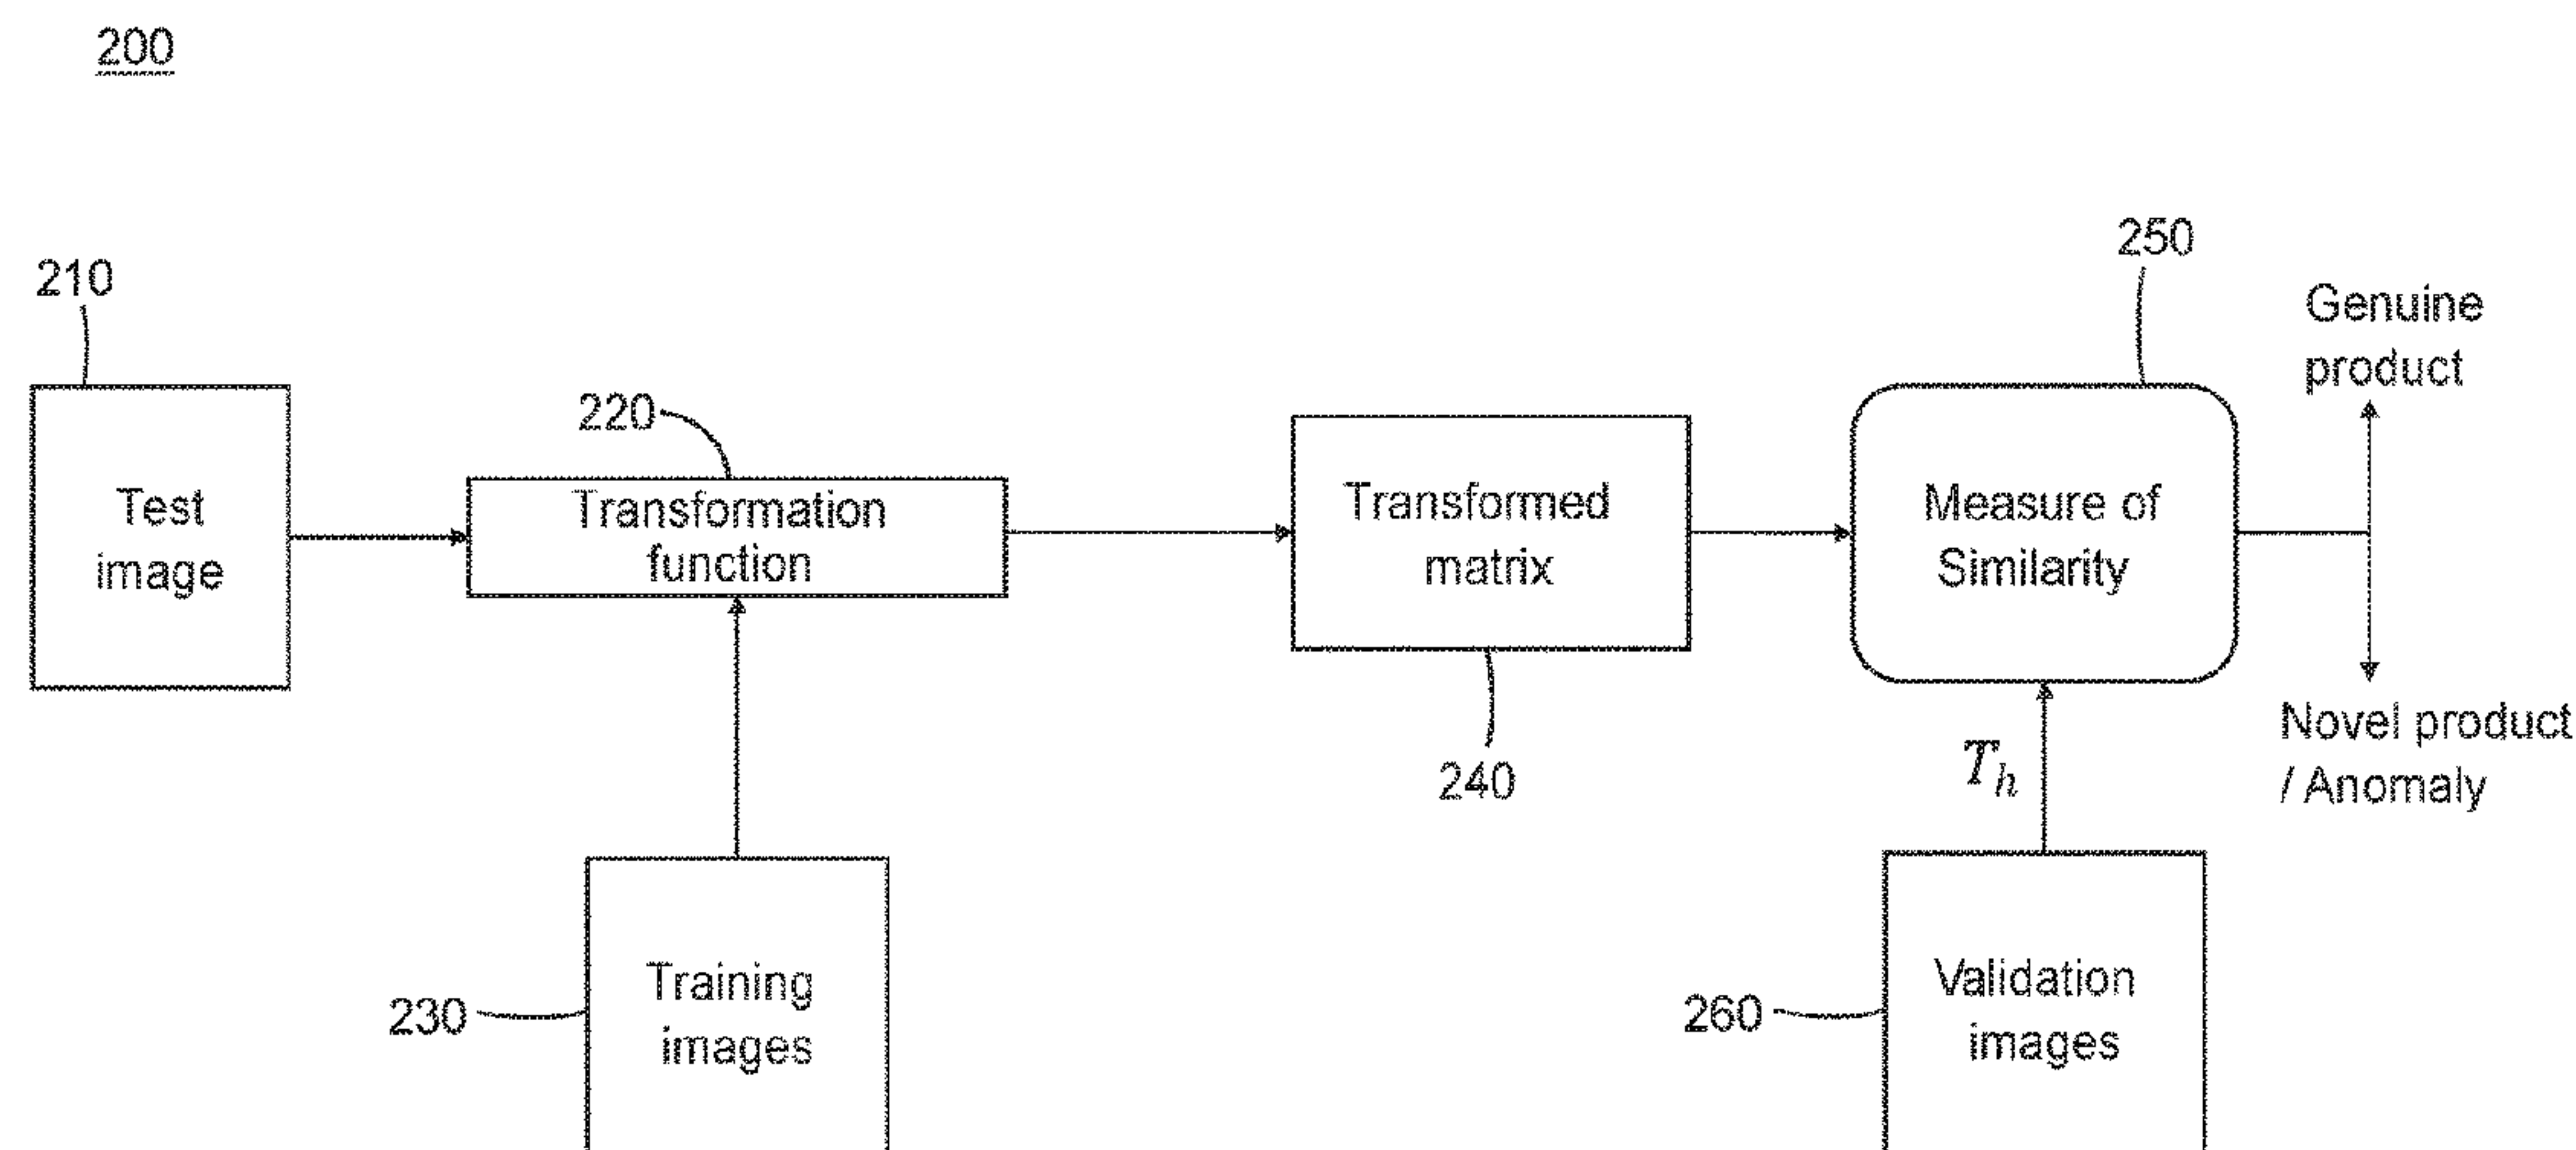 200
210
Test
image
220
Transformation
function
230
Training
images
Transformed
matrix
240
250
Measure of
Similarity
Genuine
product
Novel product
/ Anomaly
T_h
260
Validation
images